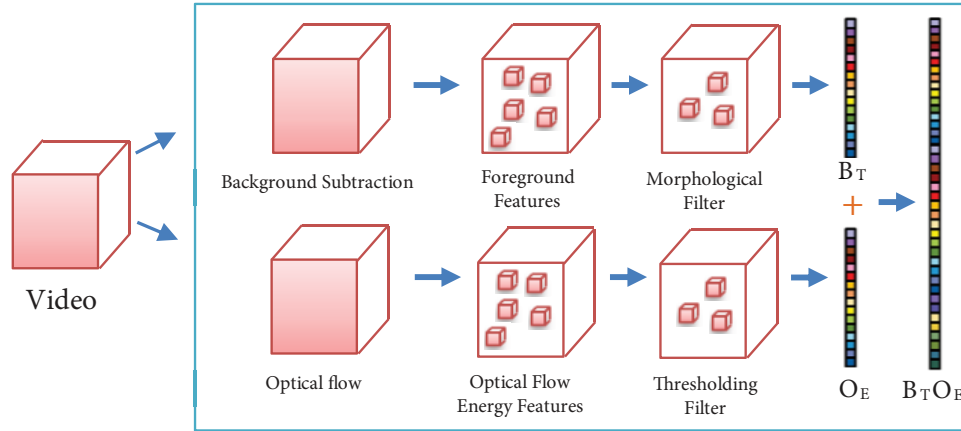 Video
Background Subtraction
Foreground
Features
Morphological
Filter
BT
+
Optical flow
Optical Flow
Energy Features
Thresholding
Filter
OE
BTOE